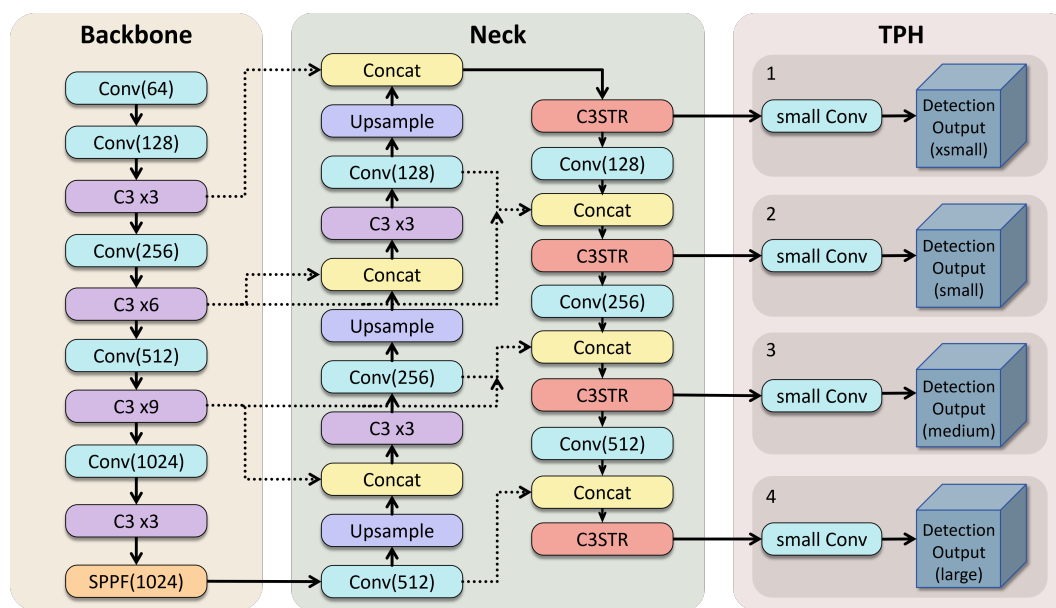 Backbone
Conv(64)
Conv(128)
C3 x3
Conv(256)
C3 x6
Conv(512)
C3 x9
Conv(1024)
C3 x3
SPPF(1024)
Neck
Concat
Upsample
Conv(128)
C3 x3
Concat
Upsample
Conv(256)
C3 x3
Concat
Upsample
Conv(512)
C3STR
Conv(128)
Concat
C3STR
Conv(256)
Concat
C3STR
Conv(512)
Concat
C3STR
TPH
1
small Conv
Detection
Output
(xsmall)
2
small Conv
Detection
Output
(small)
3
small Conv
Detection
Output
(medium)
4
small Conv
Detection
Output
(large)